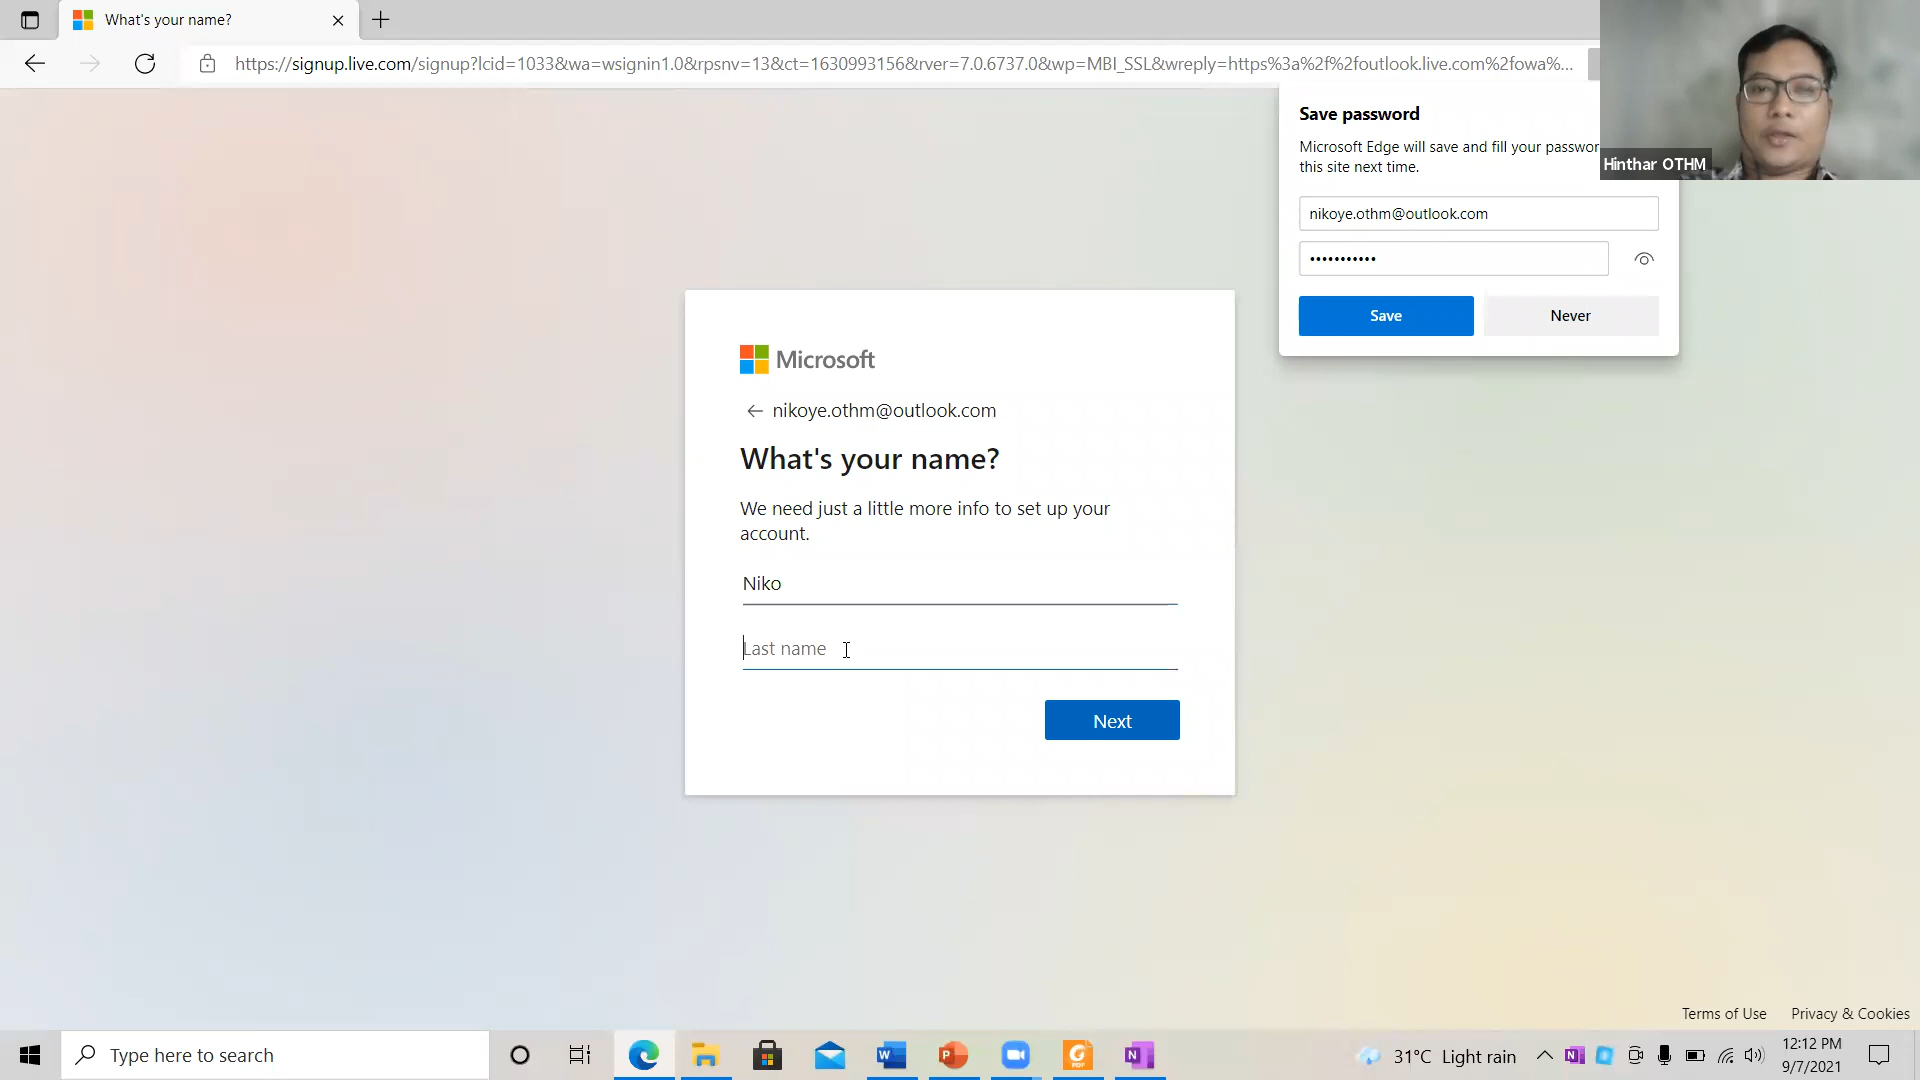 What's your name?
https://signup.live.com/signup?lcid=1033&wa=wsignin1.0&rpsnv=13&ct=1630993156&rver=7.0.6737.0&wp=MBI_SSL&wreply=https%3a%2f%2foutlook.live.com%2fowa%...
Save password
Microsoft Edge will save and fill your passwor
this site next time.
Hinthar OTHM
nikoye.othm@outlook.com
•••••••••••
Save
Never
Microsoft
nikoye.othm@outlook.com
What's your name?
We need just a little more info to set up your
account.
Niko
Last name
Next
Terms of Use
Privacy & Cookies
Type here to search
31°C Light rain
12:12 PM
9/7/2021